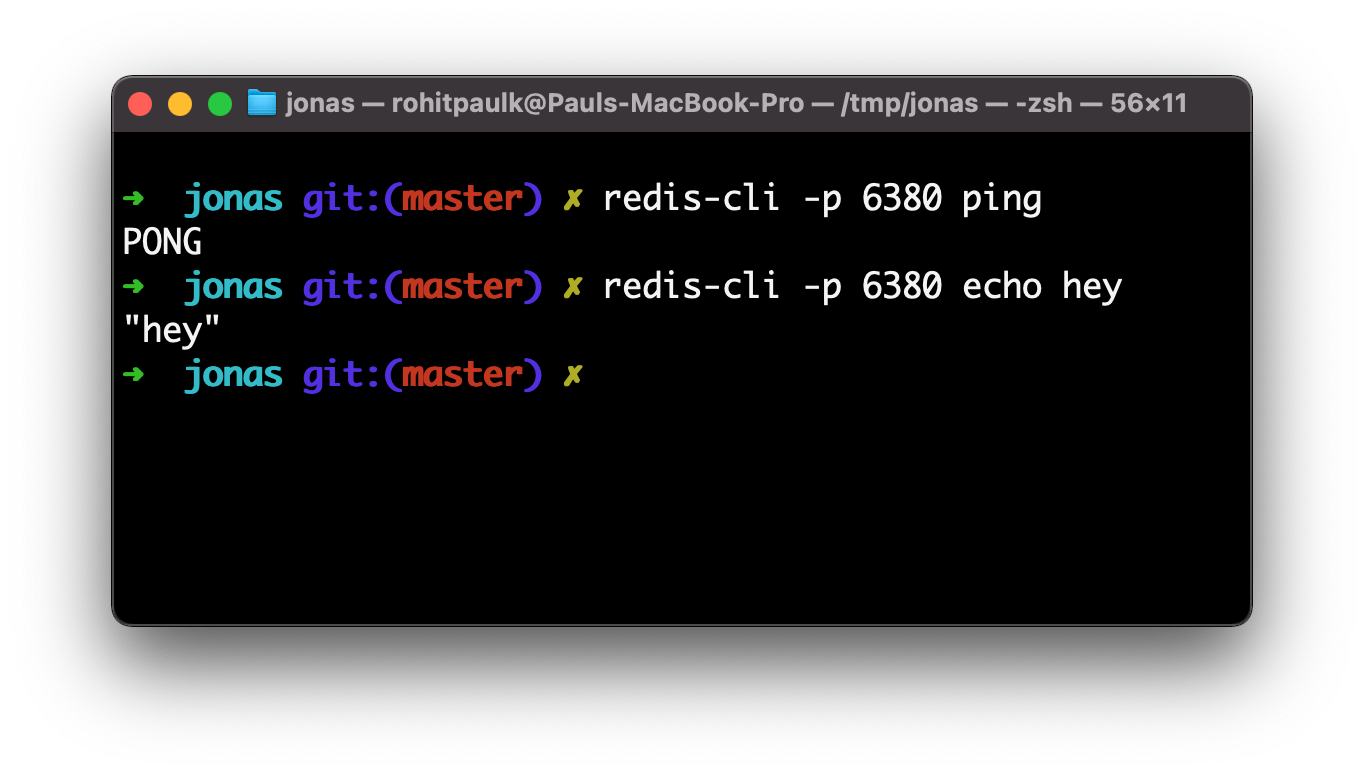 jonas — rohitpaulk@Pauls-MacBook-Pro — /tmp/jonas — -zsh — 56×11
➜  jonas git:(master) ✗ redis-cli -p 6380 ping
PONG
➜  jonas git:(master) ✗ redis-cli -p 6380 echo hey
"hey"
➜  jonas git:(master) ✗